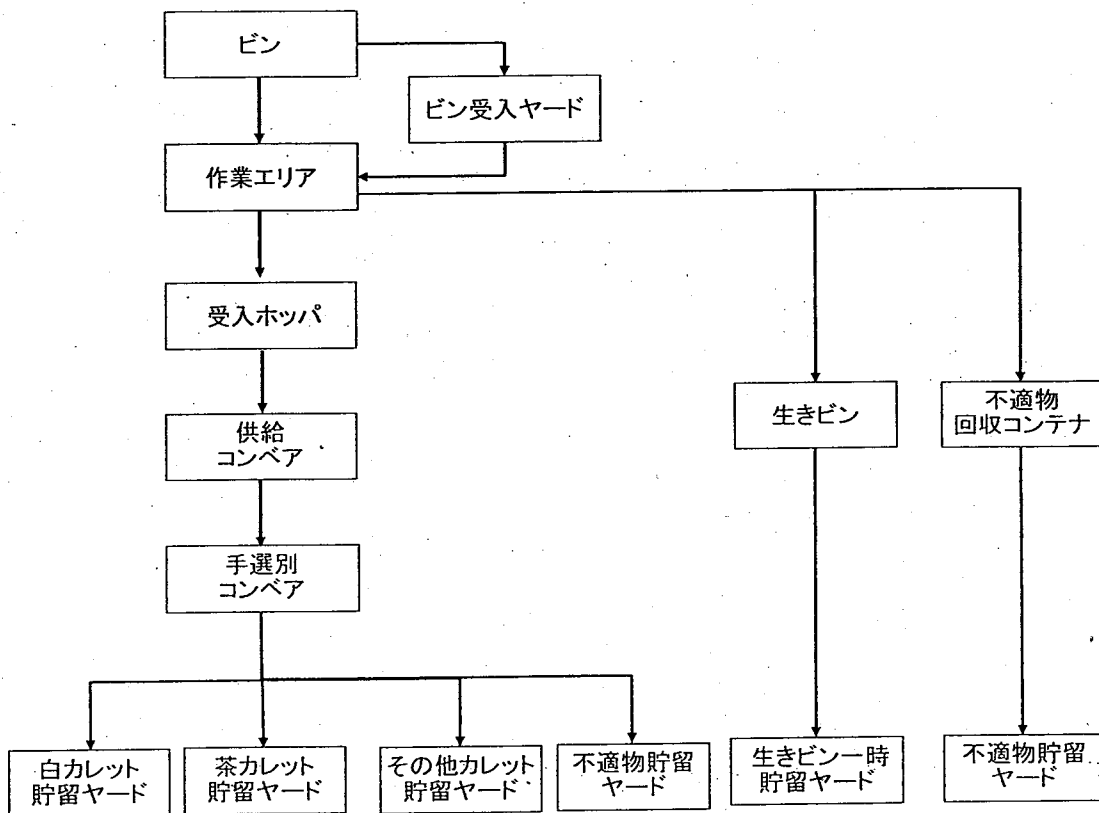 ビン
ビン受入ヤード
作業エリア
受入ホッパ
供給
コンベア
生きビン
不適物
回収コンテナ
手選別
コンベア
白カレット
貯留ヤード
茶カレット
貯留ヤード
その他カレット
貯留ヤード
不適物貯留
ヤード
生きビン一時
貯留ヤード
不適物貯留
ヤード